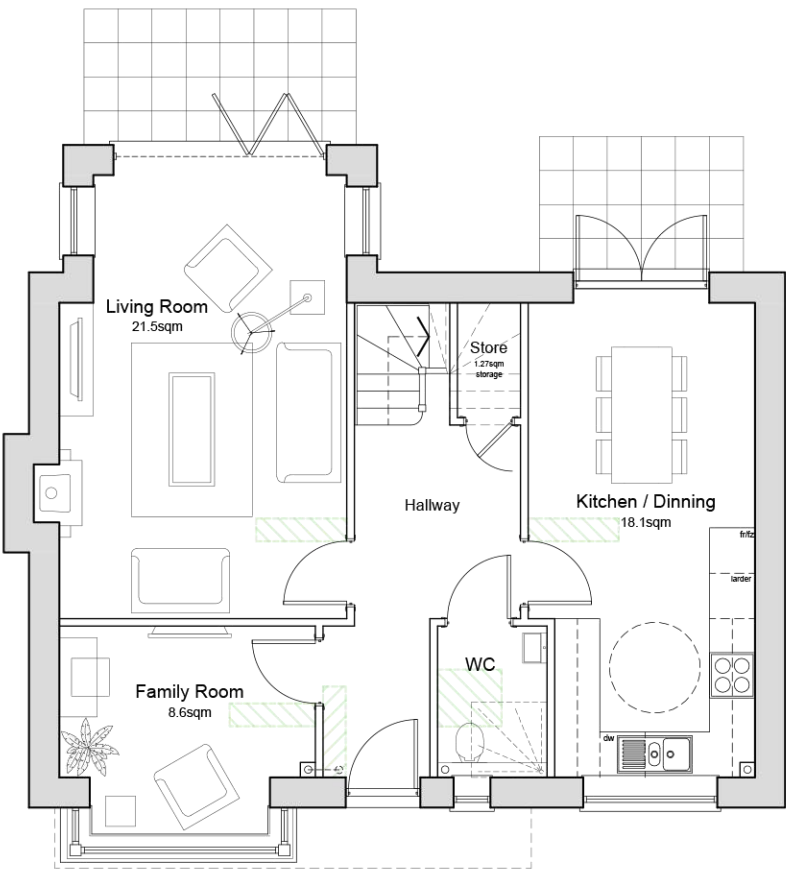 Living Room
21.5sqm
Store
1.27sqm
storage
Hallway
Kitchen / Dinning
18.1sqm
fr/fz
larder
WC
Family Room
8.6sqm
dw